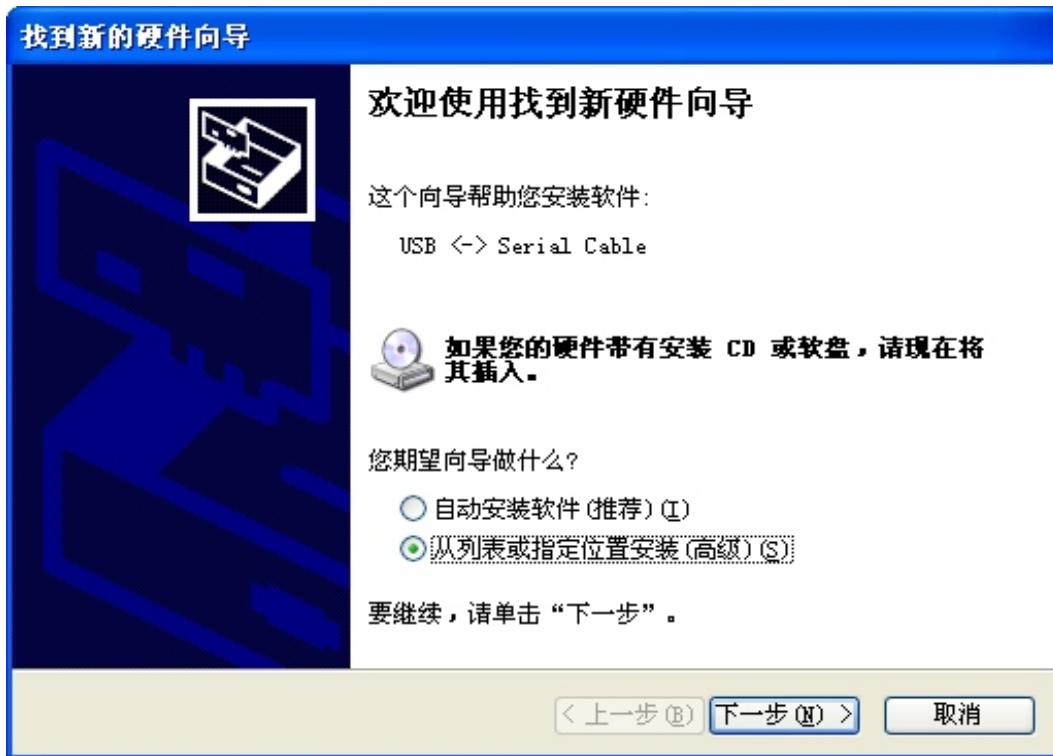 找到新的硬件向导
欢迎使用找到新硬件向导
这个向导帮助您安装软件:
USB <-> Serial Cable
如果您的硬件带有安装 CD 或软盘，请现在将
其插入。
您期望向导做什么?
自动安装软件(推荐)(I)
从列表或指定位置安装(高级)(S)
要继续，请单击“下一步”。
< 上一步(B) 下一步(N) > 取消